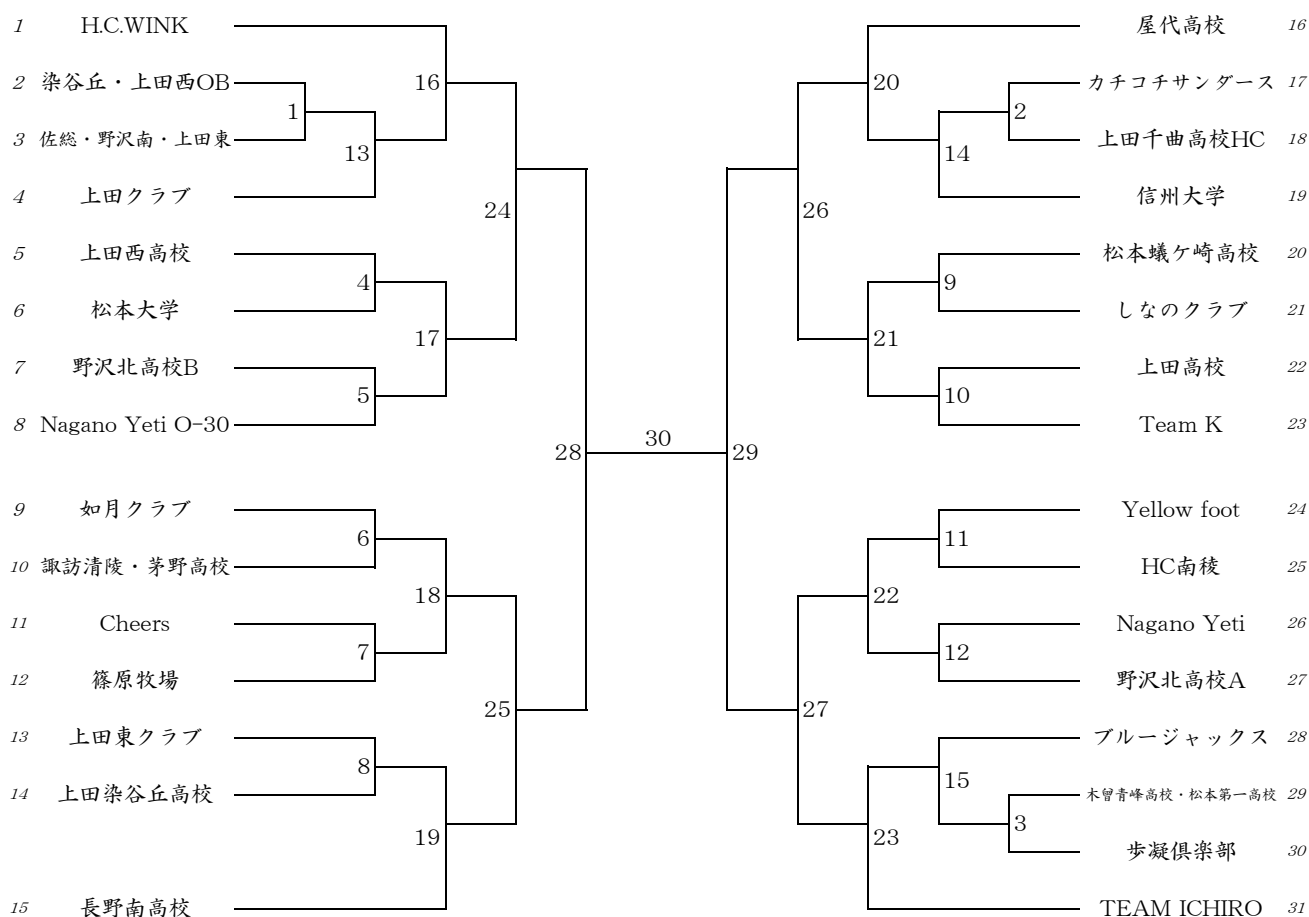 1 H.C.WINK
2 染谷丘・上田西OB
3 佐総・野沢南・上田東
4 上田クラブ
5 上田西高校
6 松本大学
7 野沢北高校B
8 Nagano Yeti O-30
9 如月クラブ
10 諏訪清陵・茅野高校
11 Cheers
12 篠原牧場
13 上田東クラブ
14 上田染谷丘高校
15 長野南高校
1
13
16
4
5
17
24
6
7
18
8
19
25
28
30
29
20
2
14
26
9
21
10
11
22
12
27
15
3
23
屋代高校 16
カチコチサンダース 17
上田千曲高校HC 18
信州大学 19
松本蟻ケ崎高校 20
しなのクラブ 21
上田高校 22
Team K 23
Yellow foot 24
HC南稜 25
Nagano Yeti 26
野沢北高校A 27
ブルージャックス 28
木曽青峰高校・松本第一高校 29
歩凝倶楽部 30
TEAM ICHIRO 31